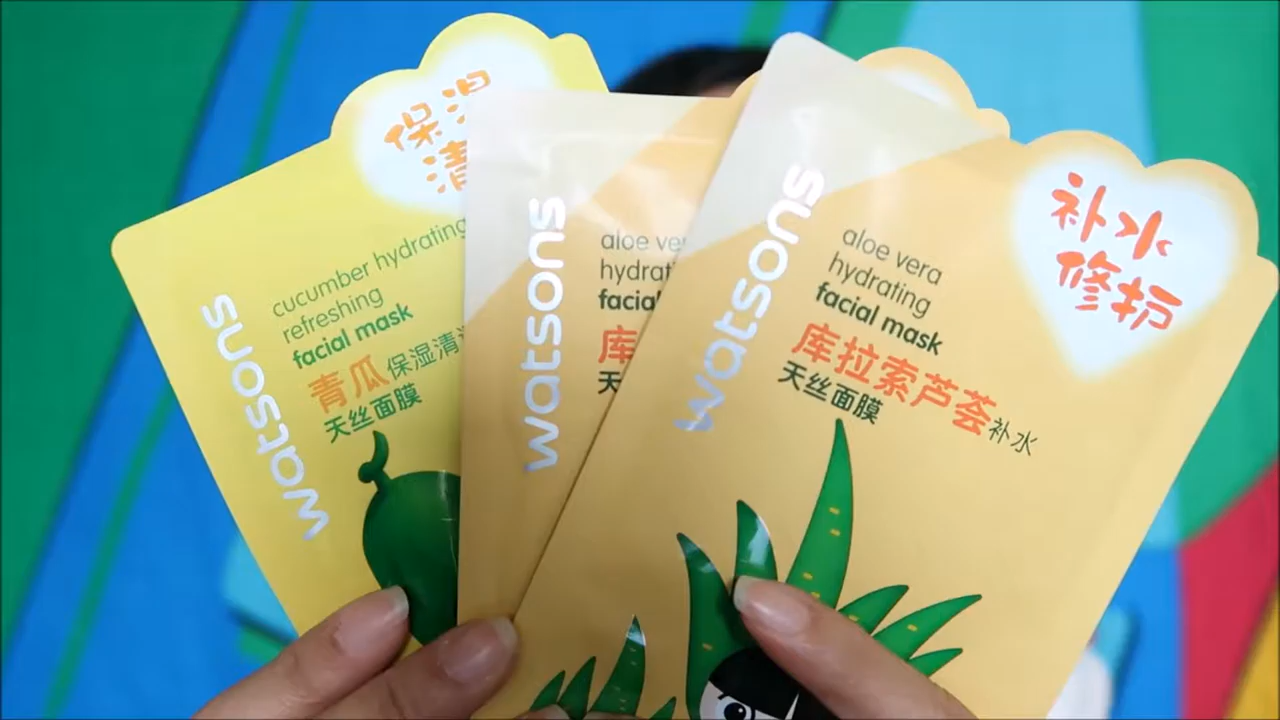 保湿
清
watsons
cucumber hydrating
refreshing
facial mask
青瓜保湿清
天丝面膜
watsons
aloe
hydrati
facial
库
天
补水
修护
watsons
aloe vera
hydrating
facial mask
库拉索芦荟补水
天丝面膜